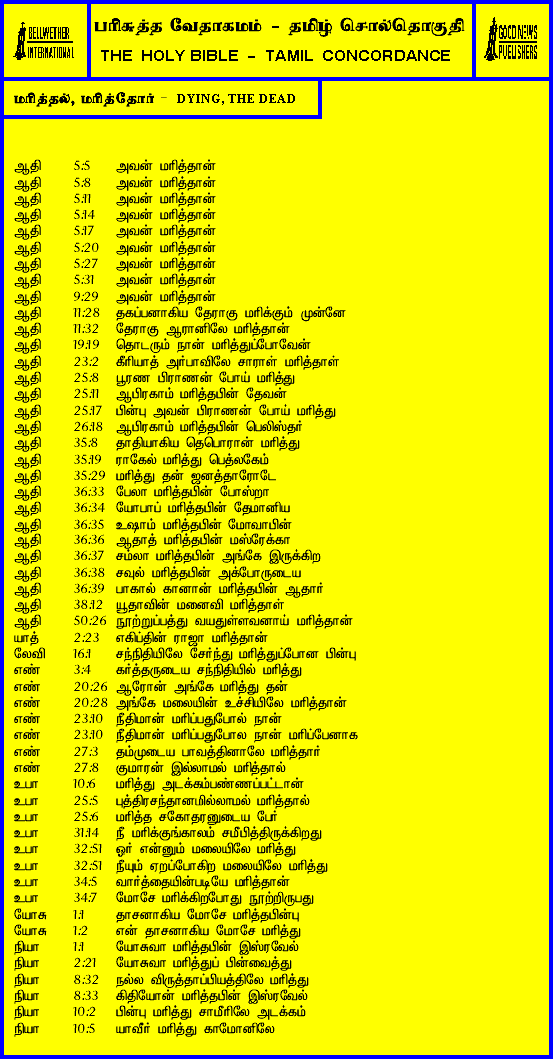 BELLWETHER
INTERNATIONAL
பரிசுத்த வேதாகமம் - தமிழ் சொல்தொகுதி
THE HOLY BIBLE - TAMIL CONCORDANCE
GOOD NEWS
PUBLISHERS
மரித்தல், மரித்தோர் - DYING, THE DEAD
ஆதி 5:5 அவன் மரித்தான்
ஆதி 5:8 அவன் மரித்தான்
ஆதி 5:11 அவன் மரித்தான்
ஆதி 5:14 அவன் மரித்தான்
ஆதி 5:17 அவன் மரித்தான்
ஆதி 5:20 அவன் மரித்தான்
ஆதி 5:27 அவன் மரித்தான்
ஆதி 5:31 அவன் மரித்தான்
ஆதி 9:29 அவன் மரித்தான்
ஆதி 11:28 தகப்பனாகிய தேராகு மரிக்கும் முன்னே
ஆதி 11:32 தேராகு ஆரானிலே மரித்தான்
ஆதி 19:19 தொடரும் நான் மரித்துப்போவேன்
ஆதி 23:2 கீரியாத் அர்பாவிலே சாராள் மரித்தாள்
ஆதி 25:8 பூரண பிராணன் போய் மரித்து
ஆதி 25:11 ஆபிரகாம் மரித்தபின் தேவன்
ஆதி 25:17 பின்பு அவன் பிராணன் போய் மரித்து
ஆதி 26:18 ஆபிரகாம் மரித்தபின் பெலிஸ்தர்
ஆதி 35:8 தாதியாகிய தெபொராள் மரித்து
ஆதி 35:19 ராகேல் மரித்து பெத்லகேம்
ஆதி 35:29 மரித்து தன் ஜனத்தாரோடே
ஆதி 36:33 பேலா மரித்தபின் போஸ்றா
ஆதி 36:34 யோபாப் மரித்தபின் தேமானிய
ஆதி 36:35 உஷாம் மரித்தபின் மோவாபின்
ஆதி 36:36 ஆதாத் மரித்தபின் மஸ்ரேக்கா
ஆதி 36:37 சம்லா மரித்தபின் அங்கே இருக்கிற
ஆதி 36:38 சவுல் மரித்தபின் அக்போருடைய
ஆதி 36:39 பாகால் கானான் மரித்தபின் ஆதார்
ஆதி 38:12 யூதாவின் மனைவி மரித்தாள்
ஆதி 50:26 நூற்றுப்பத்து வயதுள்ளவனாய் மரித்தான்
யாத் 2:23 எகிப்தின் ராஜா மரித்தான்
லேவி 16:1 சந்நிதியிலே சேர்ந்து மரித்துப்போன பின்பு
எண் 3:4 கர்த்தருடைய சந்நிதியில் மரித்து
எண் 20:26 ஆரோன் அங்கே மரித்து தன்
எண் 20:28 அங்கே மலையின் உச்சியிலே மரித்தான்
எண் 23:10 நீதிமான் மரிப்பதுபோல் நான்
எண் 23:10 நீதிமான் மரிப்பதுபோல நான் மரிப்பேனாக
எண் 27:3 தம்முடைய பாவத்தினாலே மரித்தார்
எண் 27:8 குமாரன் இல்லாமல் மரித்தால்
உபா 10:6 மரித்து அடக்கம்பண்ணப்பட்டான்
உபா 25:5 புத்திரசந்தானமில்லாமல் மரித்தால்
உபா 25:6 மரித்த சகோதரனுடைய பேர்
உபா 31:14 நீ மரிக்குங்காலம் சமீபித்திருக்கிறது
உபா 32:51 ஓர் என்னும் மலையிலே மரித்து
உபா 32:51 நீயும் ஏறப்போகிற மலையிலே மரித்து
உபா 34:5 வார்த்தையின்படியே மரித்தான்
உபா 34:7 மோசே மரிக்கிறபோது நூற்றிருபது
யோசு 1:1 தாசனாகிய மோசே மரித்தபின்பு
யோசு 1:2 என் தாசனாகிய மோசே மரித்து
நியா 1:1 யோசுவா மரித்தபின் இஸ்ரவேல்
நியா 2:21 யோசுவா மரித்துப் பின்வைத்து
நியா 8:32 நல்ல விருத்தாப்பியத்திலே மரித்து
நியா 8:33 கிதியோன் மரித்தபின் இஸ்ரவேல்
நியா 10:2 பின்பு மரித்து சாமீரிலே அடக்கம்
நியா 10:5 யாவீர் மரித்து காமோனிலே